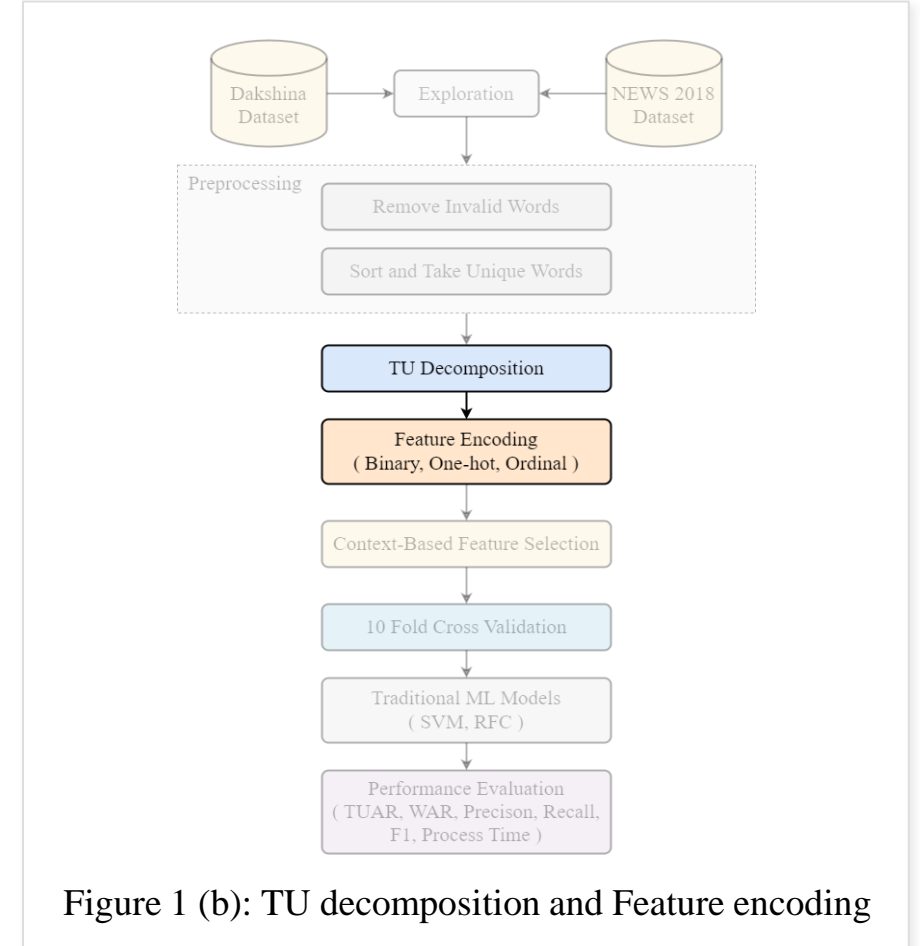 Dakshina
Dataset
Exploration
NEWS 2018
Dataset
Preprocessing
Remove Invalid Words
Sort and Take Unique Words
TU Decomposition
Feature Encoding
( Binary, One-hot, Ordinal )
Context-Based Feature Selection
10 Fold Cross Validation
Traditional ML Models
( SVM, RFC )
Performance Evaluation
( TUAR, WAR, Precison, Recall,
F1, Process Time )
Figure 1 (b): TU decomposition and Feature encoding